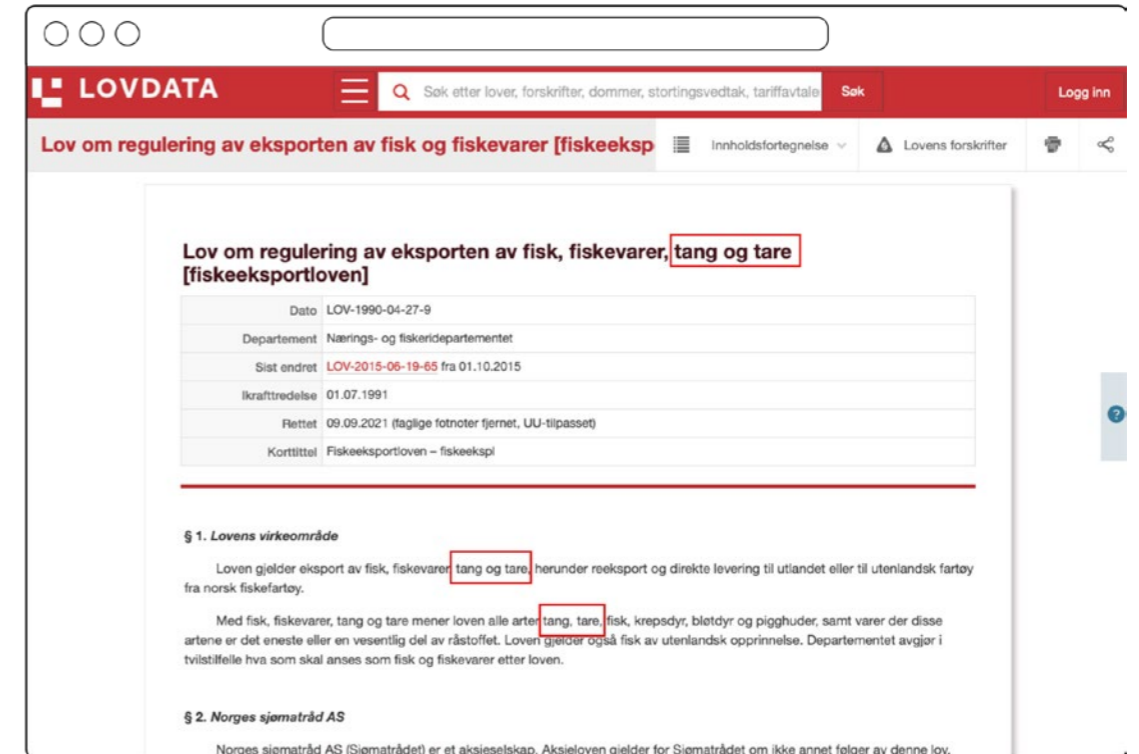 LOVDATA
Søk etter lover, forskrifter, dommer, stortingsvedtak, tariffavtale
Søk
Logg inn
Lov om regulering av eksporten av fisk og fiskevarer [fiskeeksp
Innholdsfortegnelse
Lovens forskrifter
Lov om regulering av eksporten av fisk, fiskevarer, tang og tare
[fiskeeksportloven]
Dato LOV-1990-04-27-9
Departement Nærings- og fiskeridepartementet
Sist endret LOV-2015-06-19-65 fra 01.10.2015
Ikrafttredelse 01.07.1991
Rettet 09.09.2021 (faglige fotnoter fjernet, UU-tilpasset)
Korttittel Fiskeeksportloven – fiskeekspl
§ 1. Lovens virkeområde
Loven gjelder eksport av fisk, fiskevarer, tang og tare, herunder reeksport og direkte levering til utlandet eller til utenlandsk fartøy
fra norsk fiskefartøy.
Med fisk, fiskevarer, tang og tare mener loven alle arter tang, tare, fisk, krepsdyr, bløtdyr og pigghuder, samt varer der disse
artene er det eneste eller en vesentlig del av råstoffet. Loven gjelder også fisk av utenlandsk opprinnelse. Departementet avgjør i
tvilstilfelle hva som skal anses som fisk og fiskevarer etter loven.
§ 2. Norges sjømatråd AS
Norges sjømatråd AS (Sjømatrådet) er et aksjeselskap. Aksjeloven gjelder for Sjømatrådet om ikke annet følger av denne lov.
?